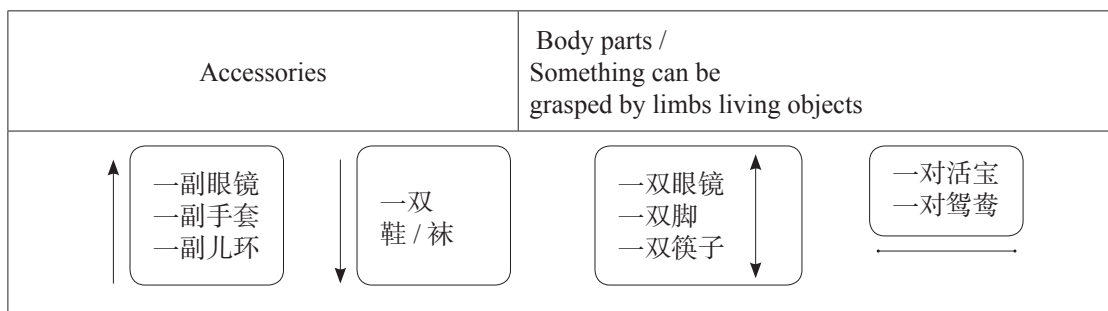 Accessories
Body parts /
Something can be
grasped by limbs living objects
一副眼镜
一副手套
一副儿环
一双
鞋 / 袜
一双眼镜
一双脚
一双筷子
一对活宝
一对鸳鸯